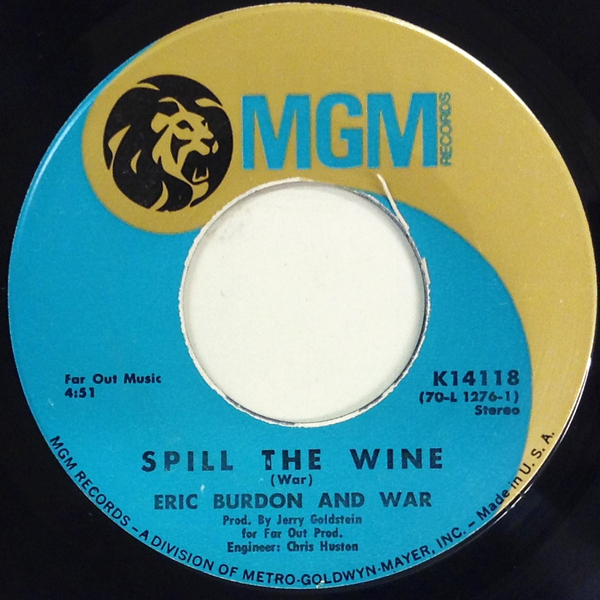 MGM
RECORDS
Far Out Music
4:51
K14118
(70-L 1276-1)
Stereo
SPILL THE WINE
(War)
ERIC BURDON AND WAR
Prod. By Jerry Goldstein
for Far Out Prod.
Engineer: Chris Huston
MGM RECORDS – A DIVISION OF METRO-GOLDWYN-MAYER, INC. – Made in U. S. A.